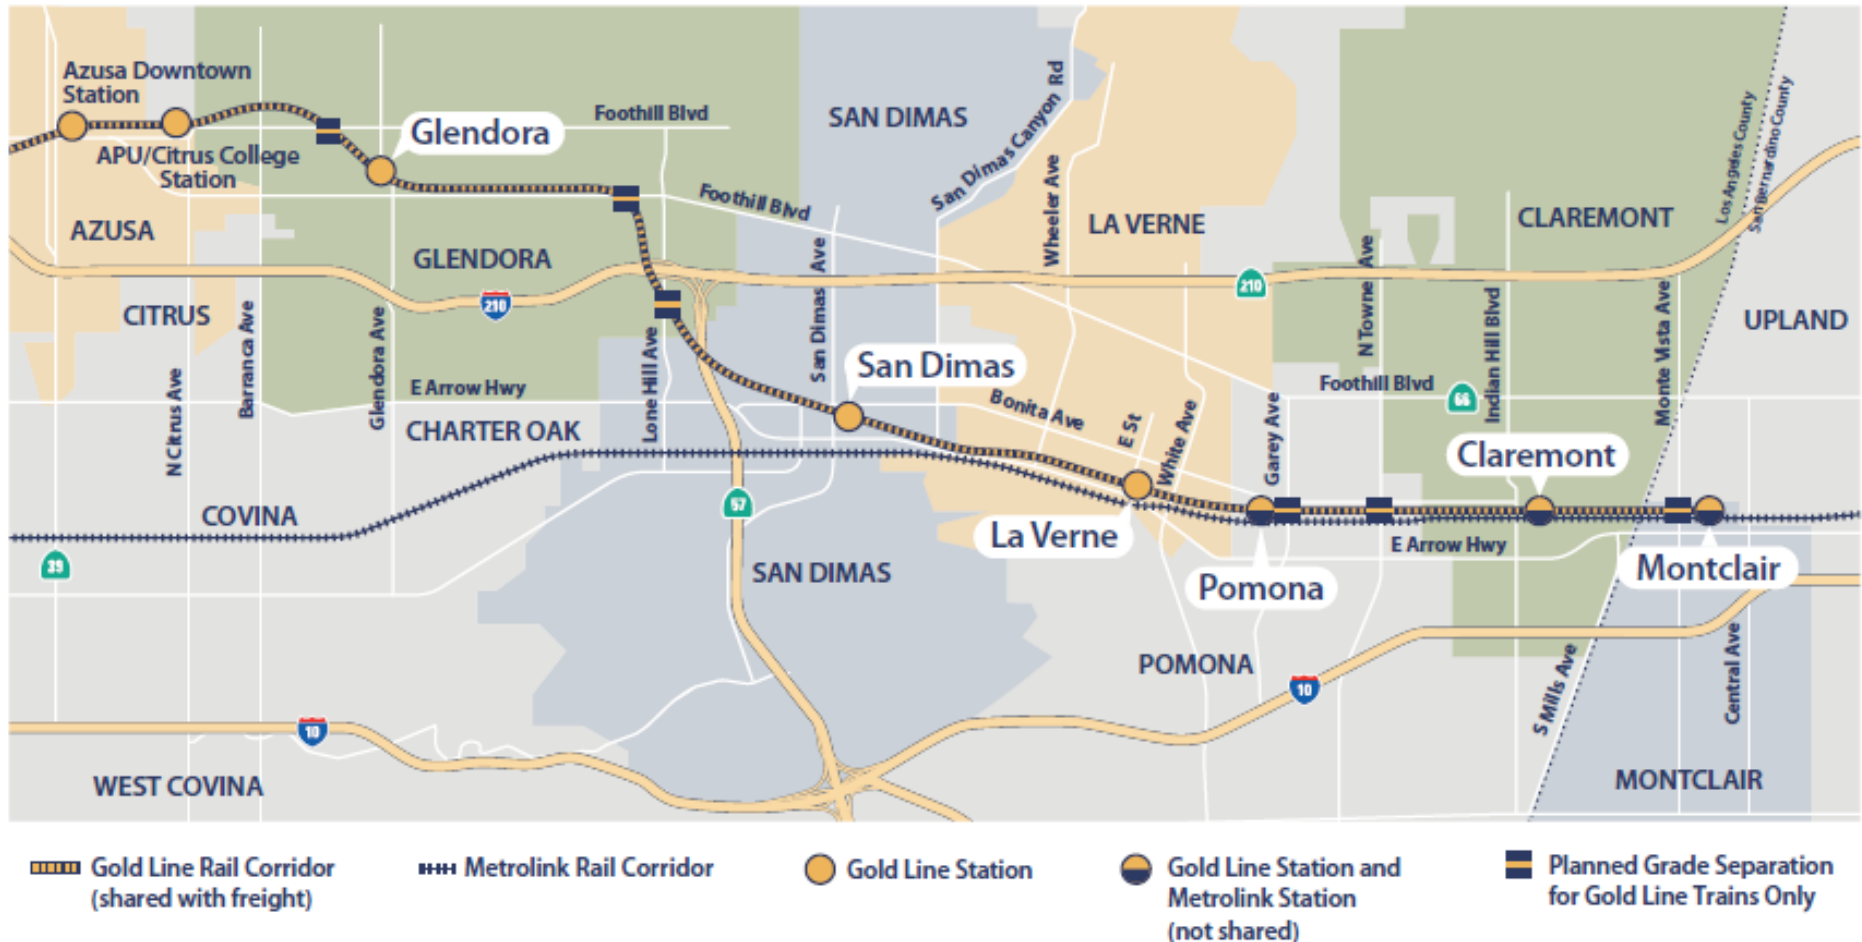 Azusa Downtown
Station
APU/Citrus College
Station
Glendora
Foothill Blvd
SAN DIMAS
San Dimas Canyon Rd
Wheeler Ave
Los Angeles County
San Bernardino County
AZUSA
Foothill Blvd
LA VERNE
CLAREMONT
GLENDORA
San Dimas Ave
N Towne Ave
210
210
CITRUS
Barranca Ave
Glendora Ave
Lone Hill Ave
Indian Hill Blvd
Monte Vista Ave
UPLAND
N Citrus Ave
E Arrow Hwy
San Dimas
Bonita Ave
E St
White Ave
Garey Ave
Foothill Blvd
66
CHARTER OAK
Claremont
COVINA
57
La Verne
E Arrow Hwy
39
SAN DIMAS
Pomona
Montclair
POMONA
10
S Mills Ave
Central Ave
10
WEST COVINA
MONTCLAIR
Gold Line Rail Corridor
(shared with freight)
Metrolink Rail Corridor
Gold Line Station
Gold Line Station and
Metrolink Station
(not shared)
Planned Grade Separation
for Gold Line Trains Only